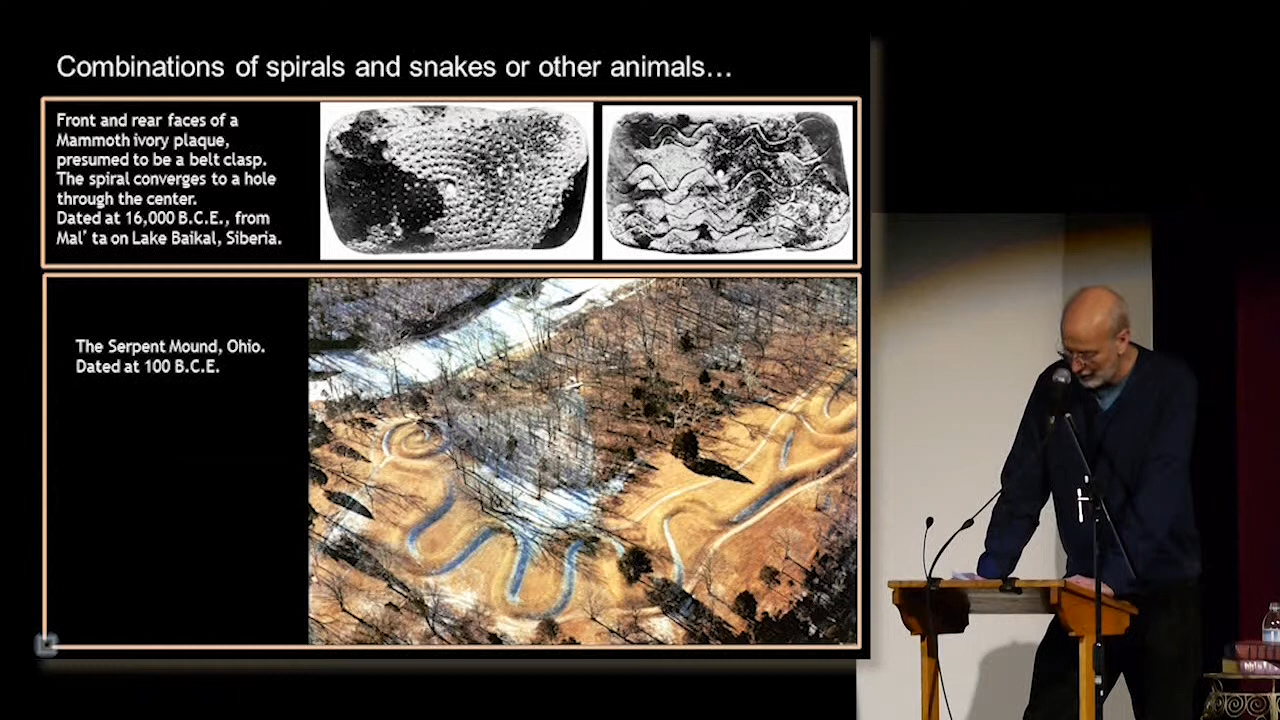 Combinations of spirals and snakes or other animals...
Front and rear faces of a
Mammoth ivory plaque,
presumed to be a belt clasp.
The spiral converges to a hole
through the center.
Dated at 16,000 B.C.E., from
Mal' ta on Lake Baikal, Siberia.
The Serpent Mound, Ohio.
Dated at 100 B.C.E.